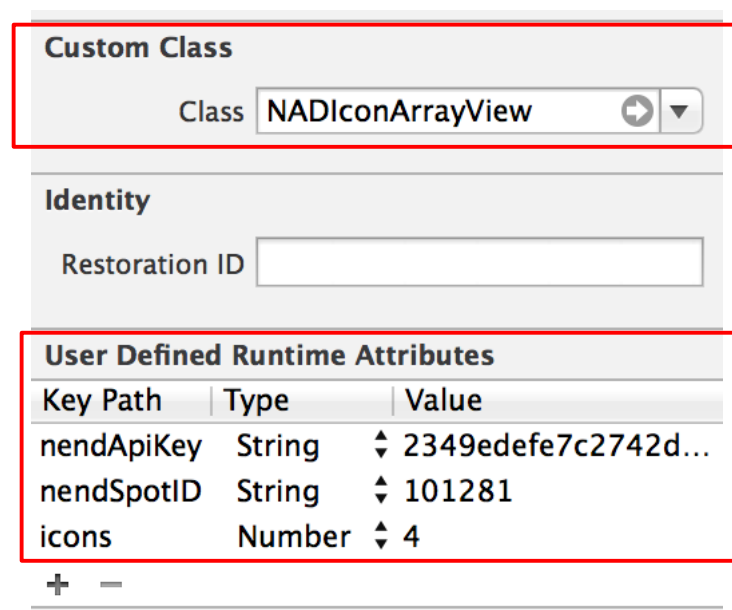 Custom Class
Class NADIconArrayView
Identity
Restoration ID
User Defined Runtime Attributes
Key Path Type Value
nendApiKey String 2349edefe7c2742d...
nendSpotID String 101281
icons Number 4